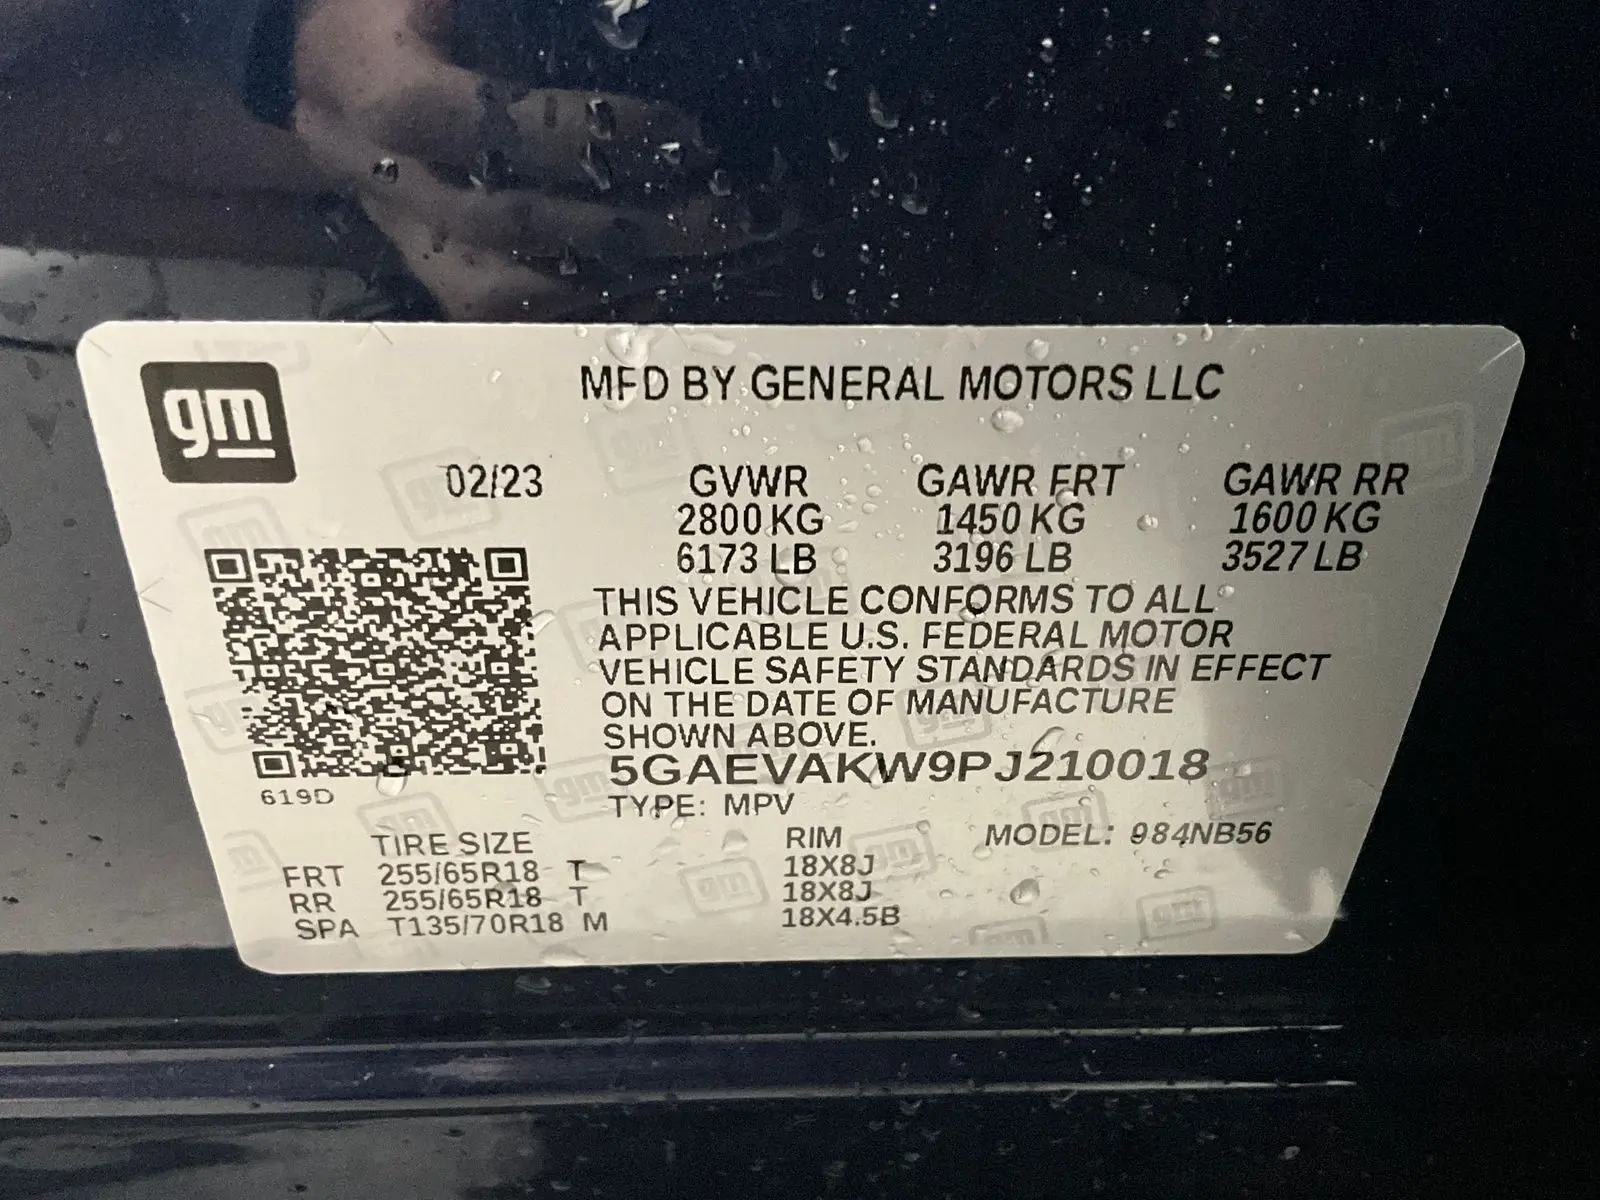 gm
MFD BY GENERAL MOTORS LLC
02/23 GVWR GAWR FRT GAWR RR
2800 KG 1450 KG 1600 KG
6173 LB 3196 LB 3527 LB
THIS VEHICLE CONFORMS TO ALL
APPLICABLE U.S. FEDERAL MOTOR
VEHICLE SAFETY STANDARDS IN EFFECT
ON THE DATE OF MANUFACTURE
SHOWN ABOVE.
5GAEVAKW9PJ210018
619D
TYPE: MPV
TIRE SIZE RIM MODEL: 984NB56
FRT 255/65R18 T 18X8J
RR 255/65R18 T 18X8J
SPA T135/70R18 M 18X4.5B